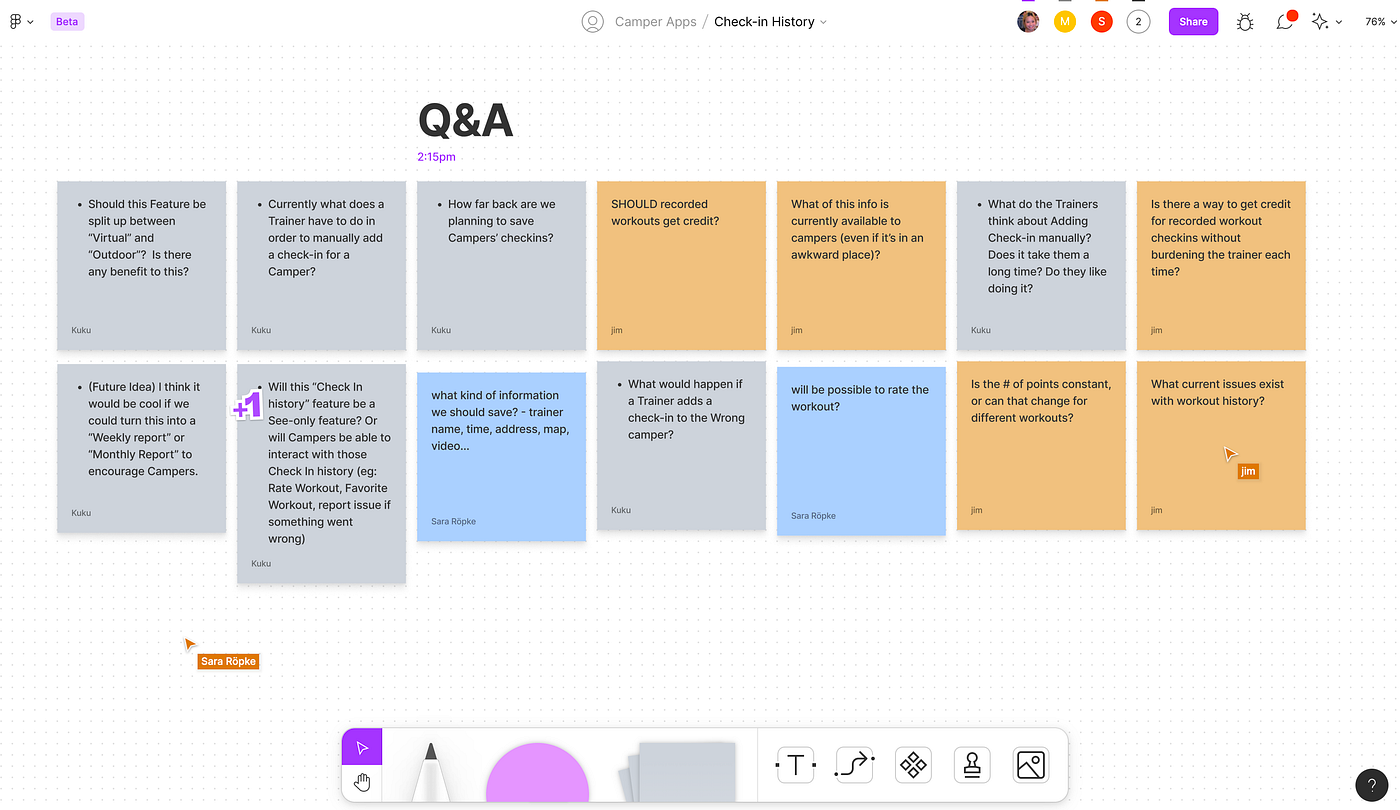 Beta
Camper Apps / Check-in History
M
S
2
Share
76%
Q&A
2:15pm
• Should this Feature be
split up between
“Virtual” and
“Outdoor”? Is there
any benefit to this?
Kuku
• Currently what does a
Trainer have to do in
order to manually add
a check-in for a
Camper?
Kuku
• How far back are we
planning to save
Campers’ checkins?
Kuku
SHOULD recorded
workouts get credit?
jim
What of this info is
currently available to
campers (even if it’s in an
awkward place)?
jim
• What do the Trainers
think about Adding
Check-in manually?
Does it take them a
long time? Do they like
doing it?
Kuku
Is there a way to get credit
for recorded workout
checkins without
burdening the trainer each
time?
jim
• (Future Idea) I think it
would be cool if we
could turn this into a
“Weekly report” or
“Monthly Report” to
encourage Campers.
Kuku
+1
• Will this “Check In
history” feature be a
See-only feature? Or
will Campers be able to
interact with those
Check In history (eg:
Rate Workout, Favorite
Workout, report issue if
something went
wrong)
Kuku
what kind of information
we should save? - trainer
name, time, address, map,
video...
Sara Röpke
• What would happen if
a Trainer adds a
check-in to the Wrong
camper?
Kuku
will be possible to rate the
workout?
Sara Röpke
Is the # of points constant,
or can that change for
different workouts?
jim
What current issues exist
with workout history?
jim
jim
Sara Röpke
T
?